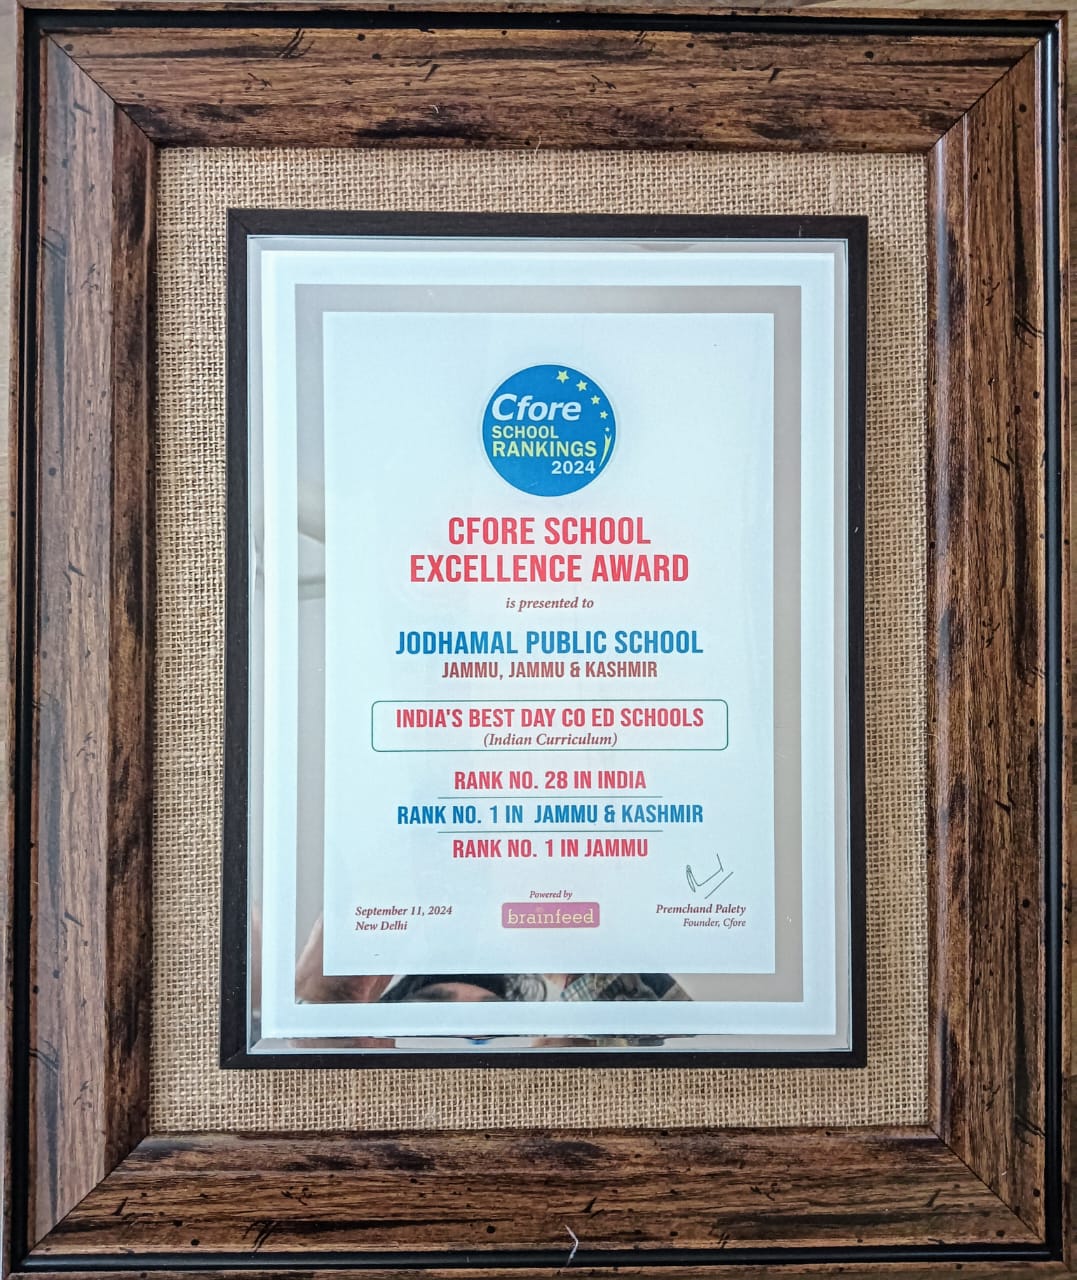 Cfore
SCHOOL
RANKINGS
2024
CFORE SCHOOL
EXCELLENCE AWARD
is presented to
JODHAMAL PUBLIC SCHOOL
JAMMU, JAMMU & KASHMIR
INDIA'S BEST DAY CO ED SCHOOLS
(Indian Curriculum)
RANK NO. 28 IN INDIA
RANK NO. 1 IN JAMMU & KASHMIR
RANK NO. 1 IN JAMMU
September 11, 2024
New Delhi
Powered by
brainfeed
Premchand Palety
Founder, Cfore